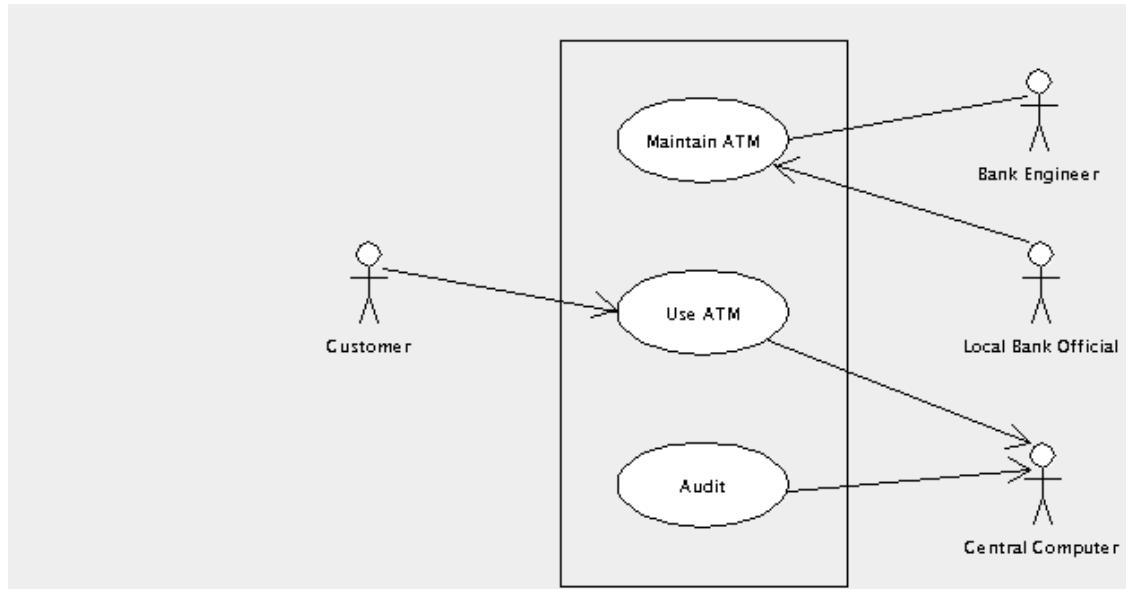 Maintain ATM
Bank Engineer
Use ATM
Customer
Local Bank Official
Audit
Central Computer